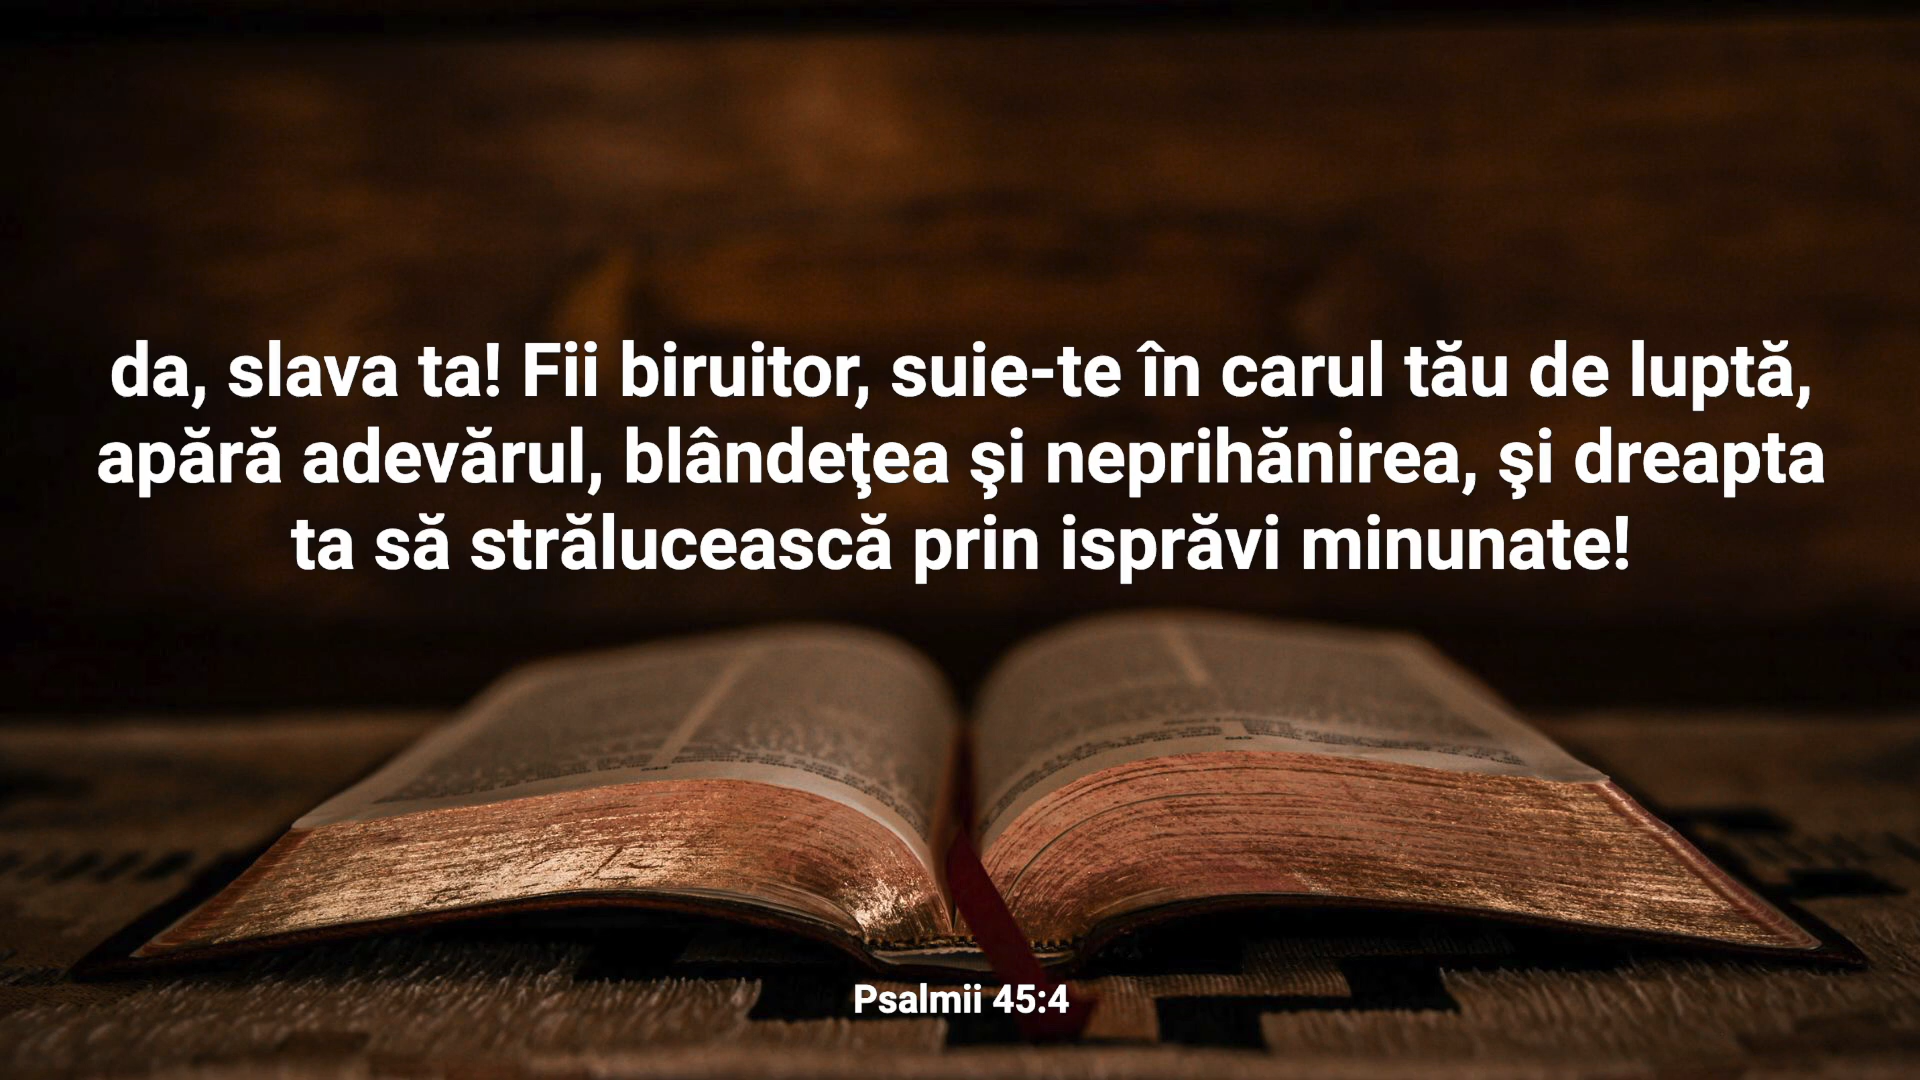 da, slava ta! Fii biruitor, suie-te în carul tău de luptă,
apără adevărul, blândeţea şi neprihănirea, şi dreapta
ta să strălucească prin isprăvi minunate!
Psalmii 45:4